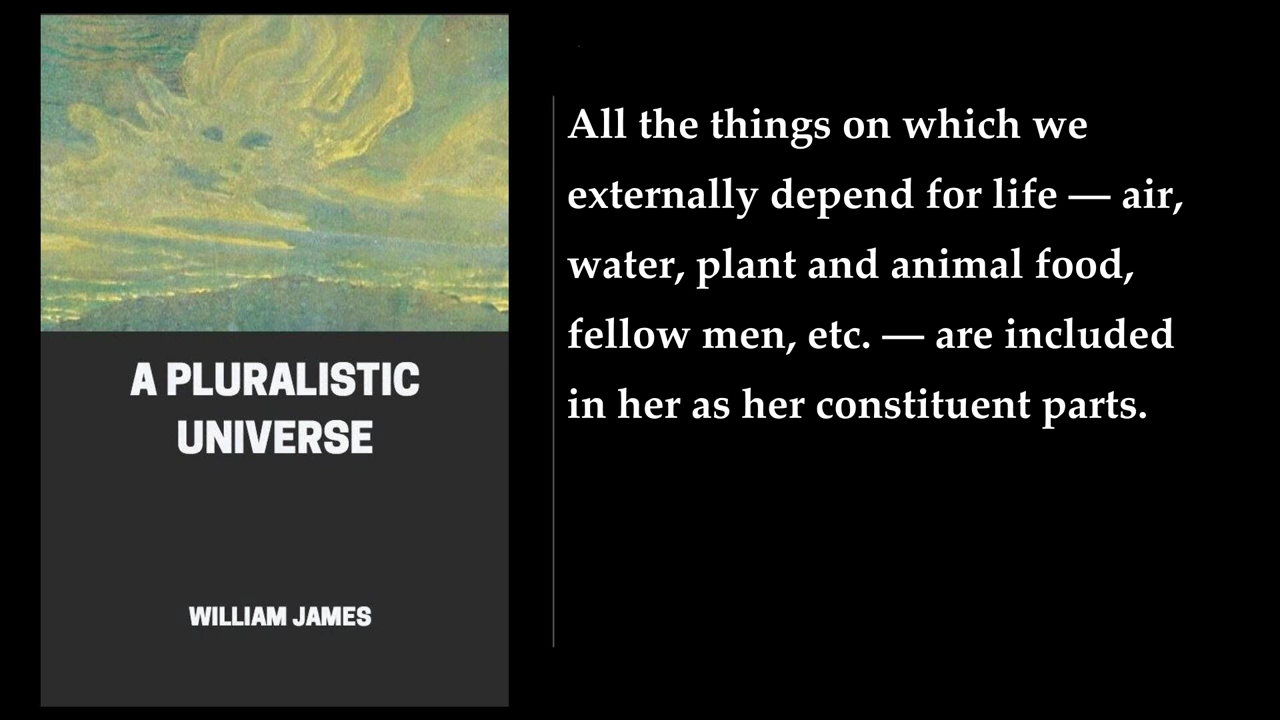 A PLURALISTIC
UNIVERSE
WILLIAM JAMES
All the things on which we
externally depend for life — air,
water, plant and animal food,
fellow men, etc. — are included
in her as her constituent parts.